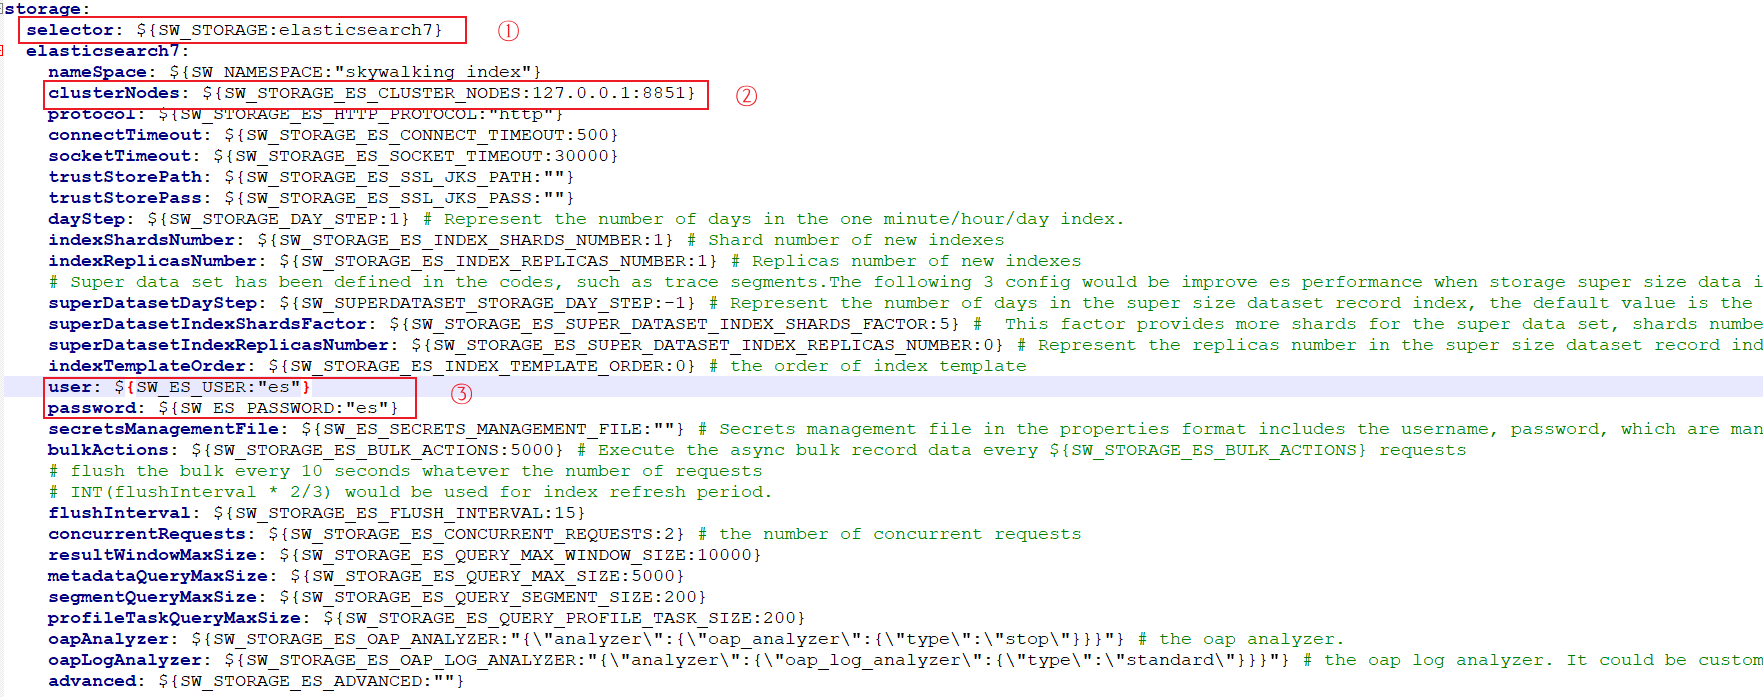 storage:
selector: ${SW_STORAGE:elasticsearch7} ①
elasticsearch7:
nameSpace: ${SW_NAMESPACE:"skywalking_index"}
clusterNodes: ${SW_STORAGE_ES_CLUSTER_NODES:127.0.0.1:8851} ②
protocol: ${SW_STORAGE_ES_HTTP_PROTOCOL:"http"}
connectTimeout: ${SW_STORAGE_ES_CONNECT_TIMEOUT:500}
socketTimeout: ${SW_STORAGE_ES_SOCKET_TIMEOUT:30000}
trustStorePath: ${SW_STORAGE_ES_SSL_JKS_PATH:""}
trustStorePass: ${SW_STORAGE_ES_SSL_JKS_PASS:""}
dayStep: ${SW_STORAGE_DAY_STEP:1} # Represent the number of days in the one minute/hour/day index.
indexShardsNumber: ${SW_STORAGE_ES_INDEX_SHARDS_NUMBER:1} # Shard number of new indexes
indexReplicasNumber: ${SW_STORAGE_ES_INDEX_REPLICAS_NUMBER:1} # Replicas number of new indexes
# Super data set has been defined in the codes, such as trace segments.The following 3 config would be improve es performance when storage super size data i
superDatasetDayStep: ${SW_SUPERDATASET_STORAGE_DAY_STEP:-1} # Represent the number of days in the super size dataset record index, the default value is the
superDatasetIndexShardsFactor: ${SW_STORAGE_ES_SUPER_DATASET_INDEX_SHARDS_FACTOR:5} #  This factor provides more shards for the super data set, shards numbe
superDatasetIndexReplicasNumber: ${SW_STORAGE_ES_SUPER_DATASET_INDEX_REPLICAS_NUMBER:0} # Represent the replicas number in the super size dataset record ind
indexTemplateOrder: ${SW_STORAGE_ES_INDEX_TEMPLATE_ORDER:0} # the order of index template
user: ${SW_ES_USER:"es"} ③
password: ${SW_ES_PASSWORD:"es"}
secretsManagementFile: ${SW_ES_SECRETS_MANAGEMENT_FILE:""} # Secrets management file in the properties format includes the username, password, which are man
bulkActions: ${SW_STORAGE_ES_BULK_ACTIONS:5000} # Execute the async bulk record data every ${SW_STORAGE_ES_BULK_ACTIONS} requests
# flush the bulk every 10 seconds whatever the number of requests
# INT(flushInterval * 2/3) would be used for index refresh period.
flushInterval: ${SW_STORAGE_ES_FLUSH_INTERVAL:15}
concurrentRequests: ${SW_STORAGE_ES_CONCURRENT_REQUESTS:2} # the number of concurrent requests
resultWindowMaxSize: ${SW_STORAGE_ES_QUERY_MAX_WINDOW_SIZE:10000}
metadataQueryMaxSize: ${SW_STORAGE_ES_QUERY_MAX_SIZE:5000}
segmentQueryMaxSize: ${SW_STORAGE_ES_QUERY_SEGMENT_SIZE:200}
profileTaskQueryMaxSize: ${SW_STORAGE_ES_QUERY_PROFILE_TASK_SIZE:200}
oapAnalyzer: ${SW_STORAGE_ES_OAP_ANALYZER:"{\"analyzer\":{\"oap_analyzer\":{\"type\":\"stop\"}}}"} # the oap analyzer.
oapLogAnalyzer: ${SW_STORAGE_ES_OAP_LOG_ANALYZER:"{\"analyzer\":{\"oap_log_analyzer\":{\"type\":\"standard\"}}}"} # the oap log analyzer. It could be custom
advanced: ${SW_STORAGE_ES_ADVANCED:""}